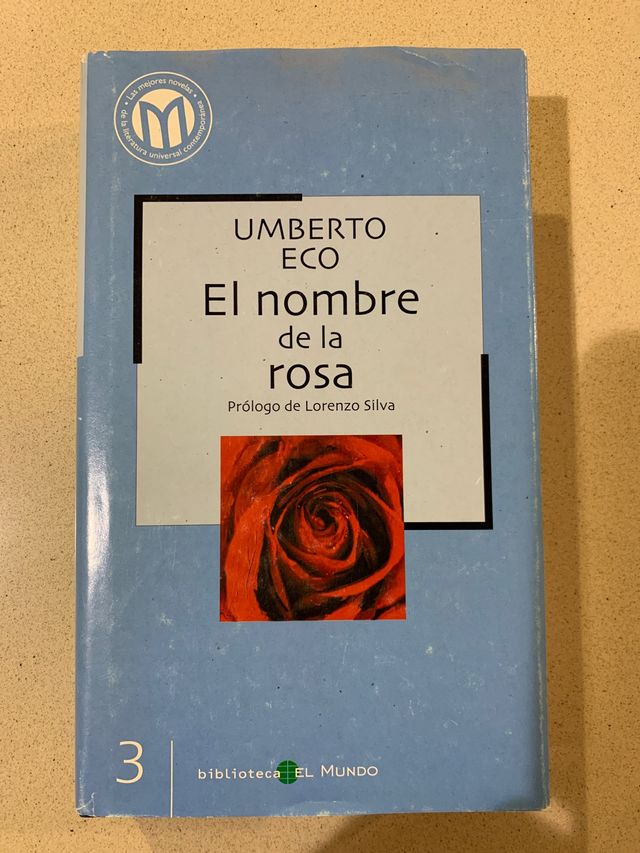 • Las mejores novelas •
de la literatura universal contemporánea
M
UMBERTO
ECO
El nombre
de la
rosa
Prólogo de Lorenzo Silva
3
biblioteca EL MUNDO